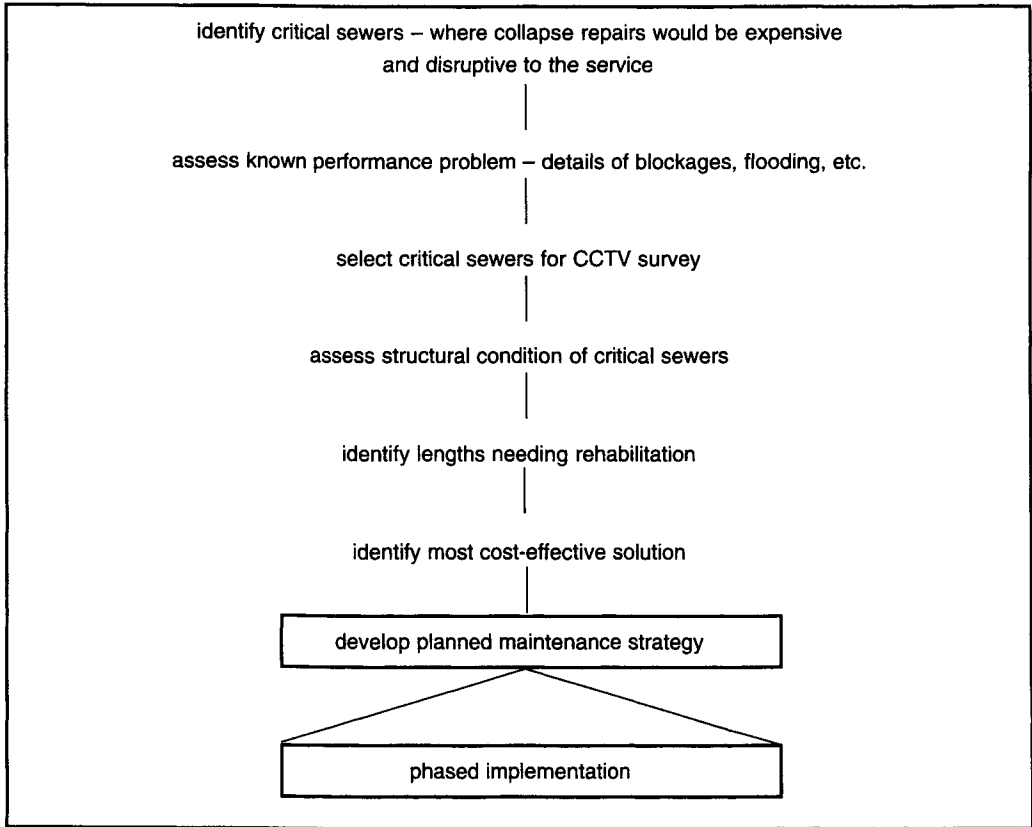 identify critical sewers – where collapse repairs would be expensive
and disruptive to the service
assess known performance problem – details of blockages, flooding, etc.
select critical sewers for CCTV survey
assess structural condition of critical sewers
identify lengths needing rehabilitation
identify most cost-effective solution
develop planned maintenance strategy
phased implementation